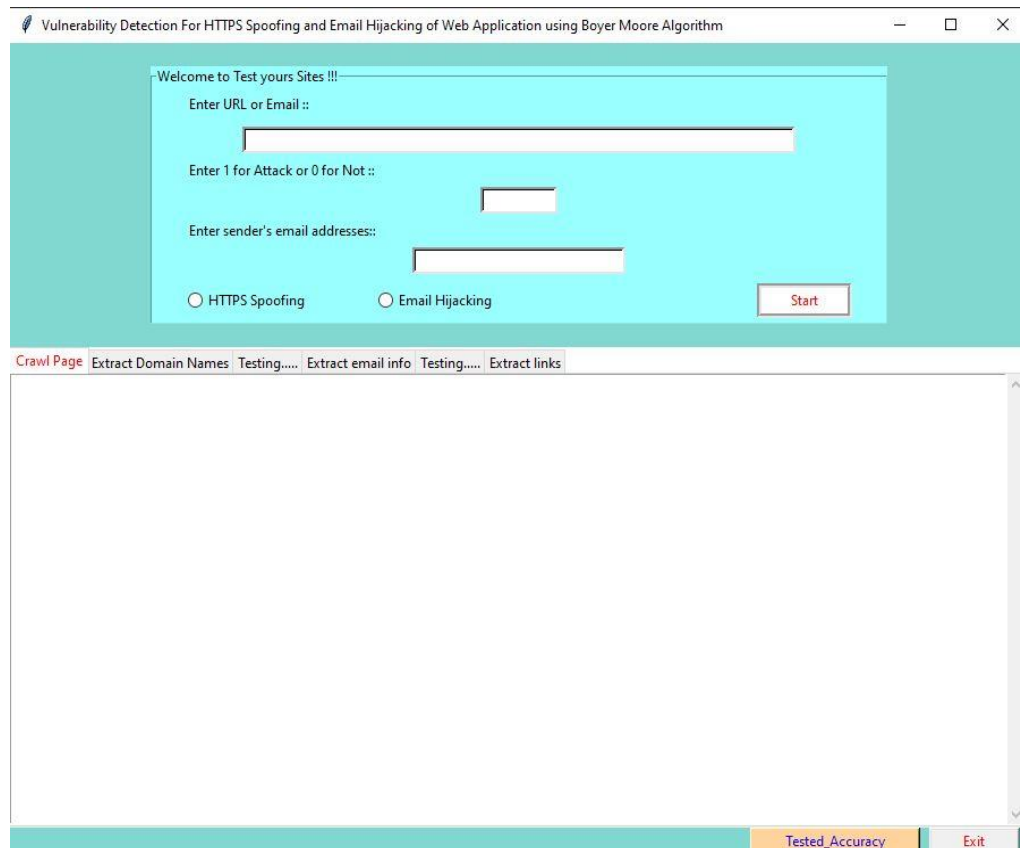 Vulnerability Detection For HTTPS Spoofing and Email Hijacking of Web Application using Boyer Moore Algorithm
Welcome to Test yours Sites !!!
Enter URL or Email ::
Enter 1 for Attack or 0 for Not ::
Enter sender's email addresses::
HTTPS Spoofing Email Hijacking Start
Crawl Page Extract Domain Names Testing..... Extract email info Testing..... Extract links
Tested_Accuracy Exit